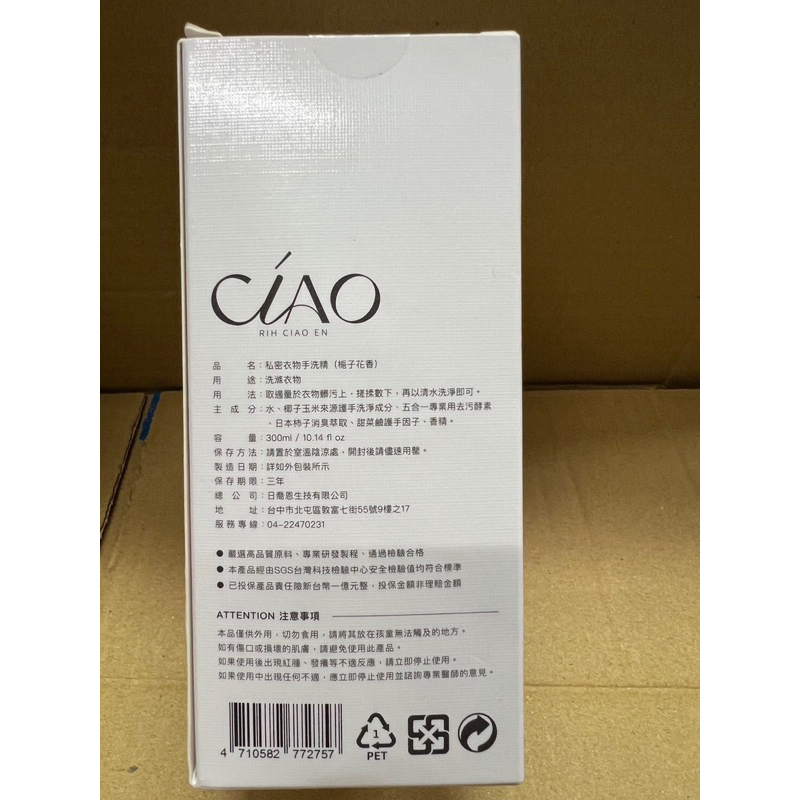 CÍAO
RIH CIAO EN
品名：私密衣物手洗精（梔子花香）
用途：洗滌衣物
用法：取適量於衣物髒污上，搓揉數下，再以清水洗淨即可。
主成分：水、椰子玉米來源護手洗淨成分、五合一專業用去污酵素
、日本柿子消臭萃取、甜菜鹼護手因子、香精。
容量：300ml / 10.14 fl oz
保存方法：請置於室溫陰涼處，開封後請儘速用罄。
製造日期：詳如外包裝所示
保存期限：三年
總公司：日喬恩生技有限公司
地址：台中市北屯區敦富七街55號9樓之17
服務專線：04-22470231
● 嚴選高品質原料、專業研發製程、通過檢驗合格
● 本產品經由SGS台灣科技檢驗中心安全檢驗值均符合標準
● 已投保產品責任險新台幣一億元整，投保金額非理賠金額
ATTENTION 注意事項
本品僅供外用，切勿食用，請將其放在孩童無法觸及的地方。
如有傷口或損壞的肌膚，請避免使用此產品。
如果使用後出現紅腫、發癢等不適反應，請立即停止使用。
如果使用中出現任何不適，應立即停止使用並諮詢專業醫師的意見。
4 710582 772757
1
PET